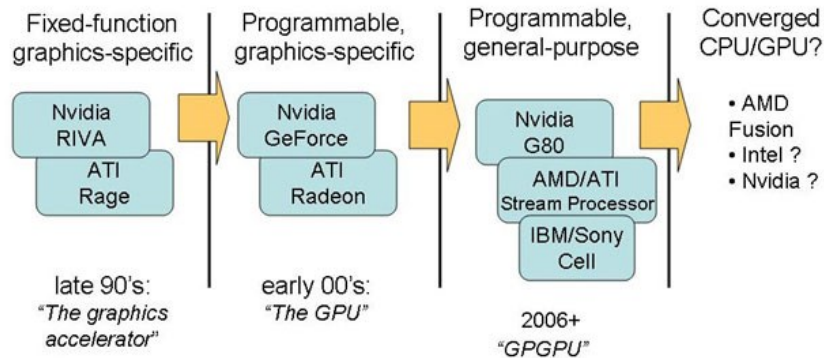 Fixed-function
graphics-specific
Nvidia
RIVA
ATI
Rage
late 90's:
"The graphics
accelerator"
Programmable,
graphics-specific
Nvidia
GeForce
ATI
Radeon
early 00's:
"The GPU"
Programmable,
general-purpose
Nvidia
G80
AMD/ATI
Stream Processor
IBM/Sony
Cell
2006+
"GPGPU"
Converged
CPU/GPU?
• AMD
Fusion
• Intel ?
• Nvidia ?